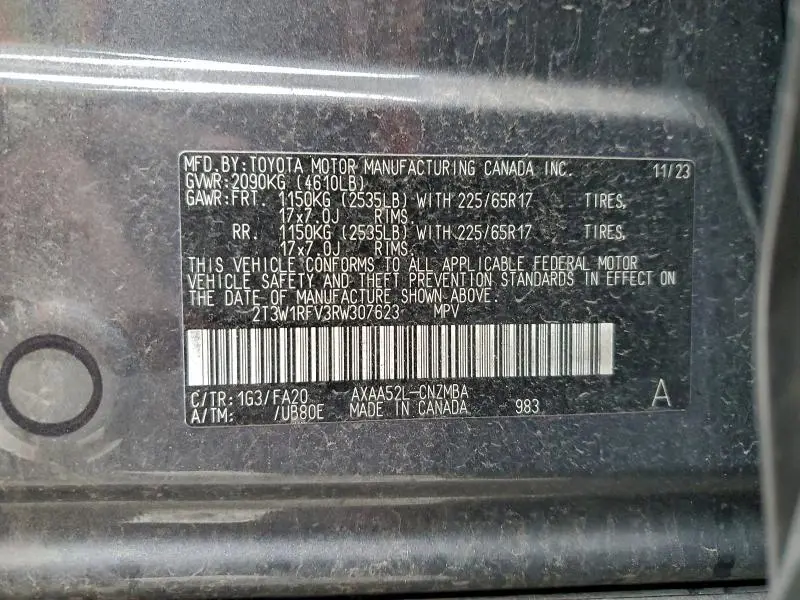 MFD.BY:TOYOTA MOTOR MANUFACTURING CANADA INC. 11/23
GVWR:2090KG (4610LB)
GAWR:FRT. 1150KG (2535LB) WITH 225/65R17 TIRES,
17x7.0J RIMS,
RR. 1150KG (2535LB) WITH 225/65R17 TIRES,
17x7.0J RIMS,
THIS VEHICLE CONFORMS TO ALL APPLICABLE FEDERAL MOTOR
VEHICLE SAFETY AND THEFT PREVENTION STANDARDS IN EFFECT ON
THE DATE OF MANUFACTURE SHOWN ABOVE.
2T3W1RFV3RW307623 MPV
C/TR:1G3/FA20 AXAA52L-CNZMBA A
A/TM: /UB80E MADE IN CANADA 983